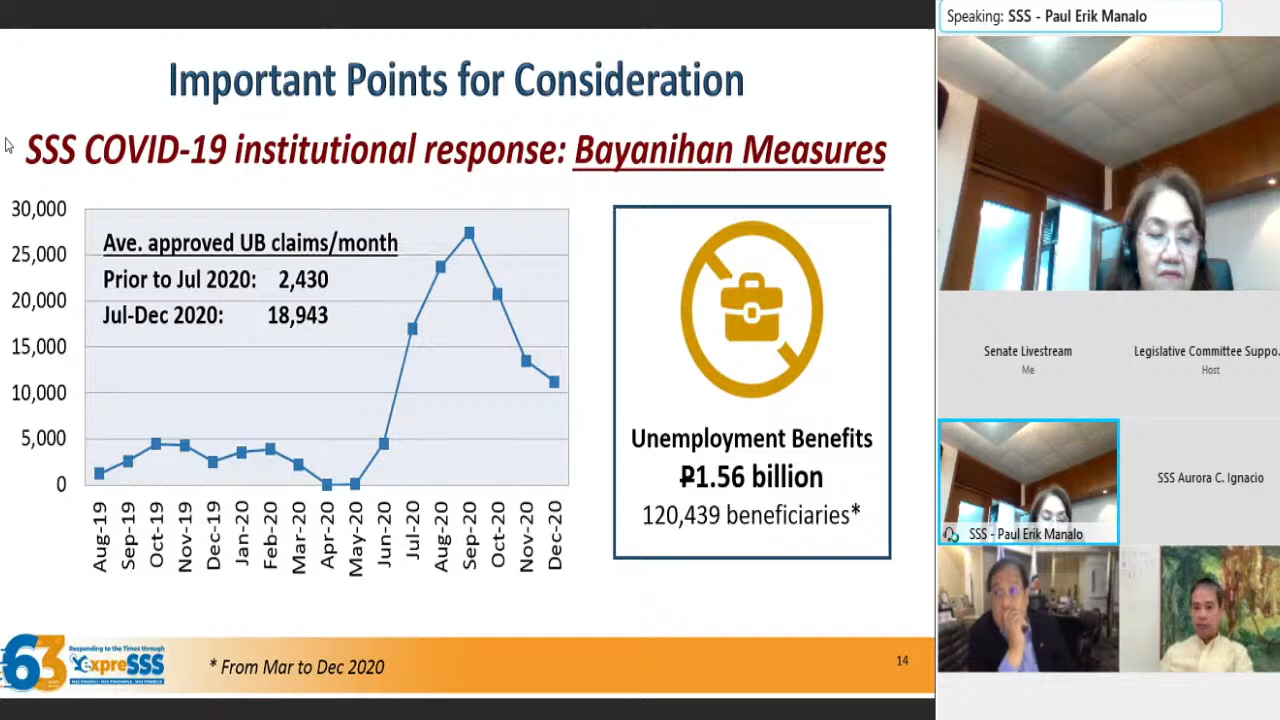 Speaking: SSS - Paul Erik Manalo
Important Points for Consideration
SSS COVID-19 institutional response: Bayanihan Measures
30,000
25,000
20,000
15,000
10,000
5,000
0
Ave. approved UB claims/month
Prior to Jul 2020: 2,430
Jul-Dec 2020: 18,943
Aug-19
Sep-19
Oct-19
Nov-19
Dec-19
Jan-20
Feb-20
Mar-20
Apr-20
May-20
Jun-20
Jul-20
Aug-20
Sep-20
Oct-20
Nov-20
Dec-20
Unemployment Benefits
₱1.56 billion
120,439 beneficiaries*
63
Responding to the Times through
expreSSS
* From Mar to Dec 2020
14
Senate Livestream
Me
Legislative Committee Suppo...
Host
SSS - Paul Erik Manalo
SSS Aurora C. Ignacio